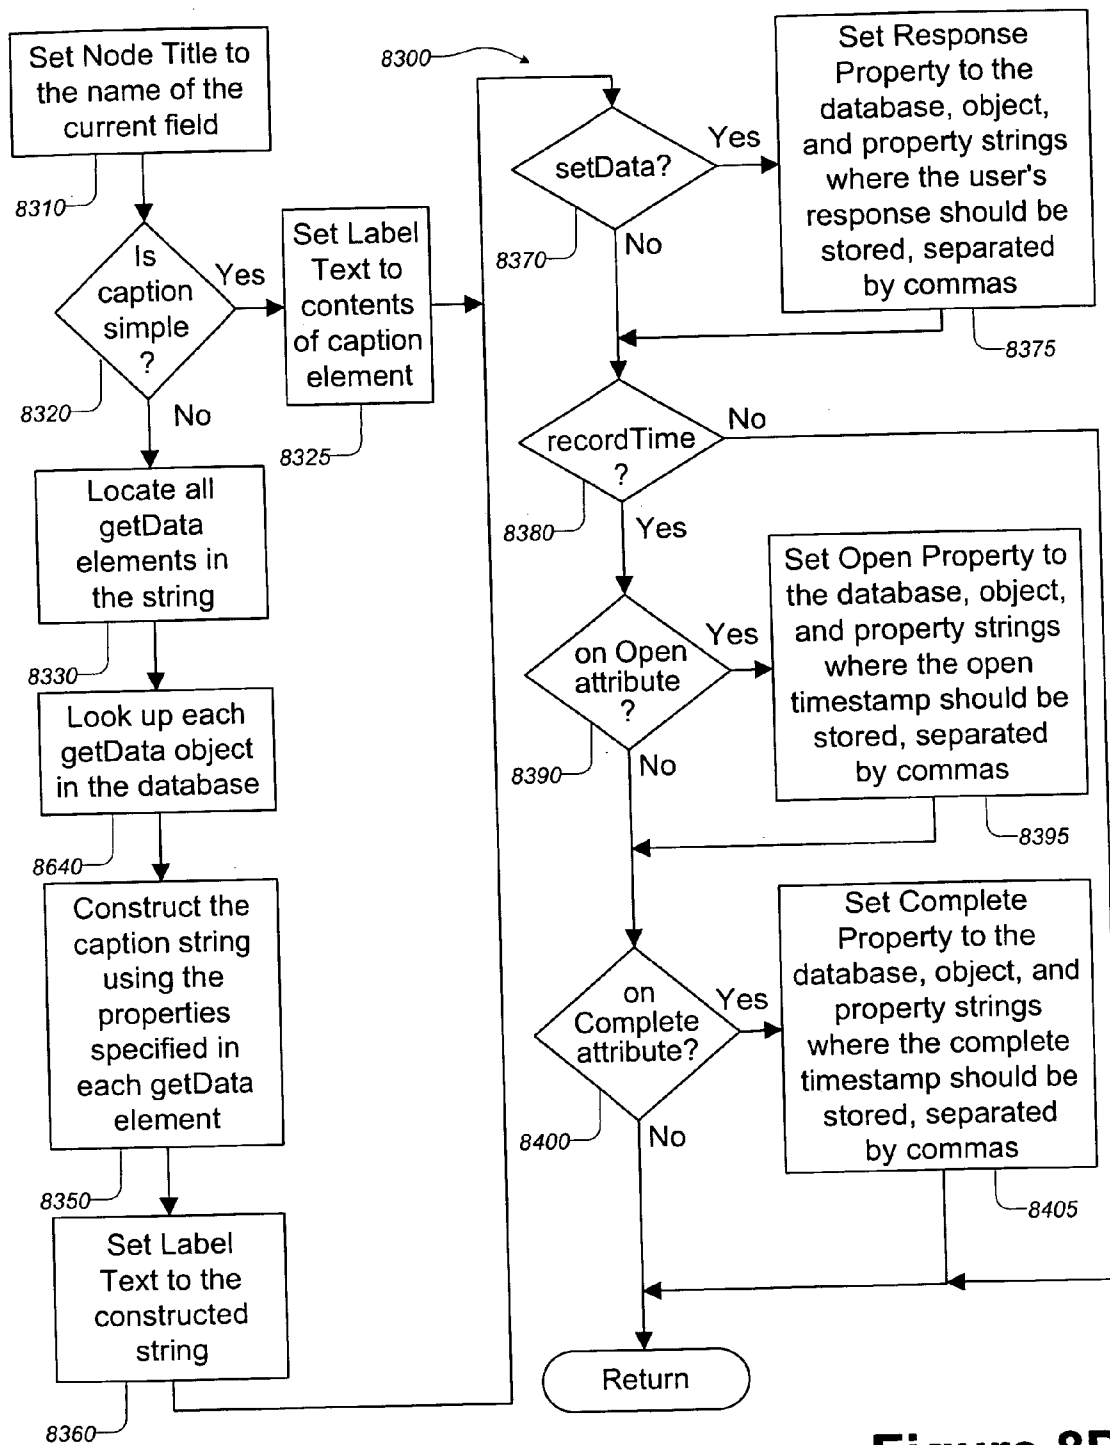 Set Node Title to
the name of the
current field
8310
Is
caption
simple
?
Yes
8320
No
Set Label
Text to
contents
of caption
element
8325
Locate all
getData
elements in
the string
8330
Look up each
getData object
in the database
8640
Construct the
caption string
using the
properties
specified in
each getData
element
8350
Set Label
Text to the
constructed
string
8360
8300
setData?
Yes
8370
No
Set Response
Property to the
database, object,
and property strings
where the user's
response should be
stored, separated
by commas
8375
recordTime
?
No
8380
Yes
on Open
attribute
?
Yes
8390
No
Set Open Property to
the database, object,
and property strings
where the open
timestamp should be
stored, separated
by commas
8395
on
Complete
attribute?
Yes
8400
No
Set Complete
Property to the
database, object, and
property strings
where the complete
timestamp should be
stored, separated
by commas
8405
Return